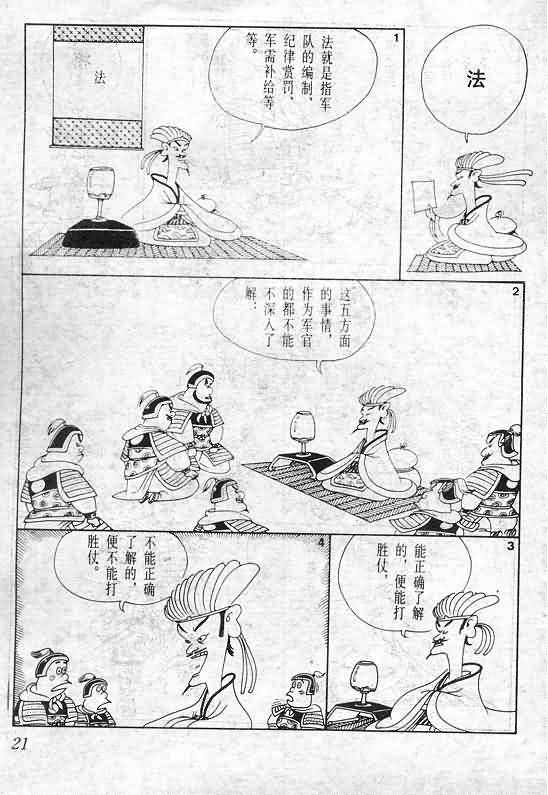 法
1
法就是指军
队的编制、
纪律赏罚、
军需补给等
等。
法
2
这五方面
的事情，
作为军官
的都不能
不深入了
解：
3
能正确了解
的，便能打
胜仗，
4
不能正确
了解的，
便不能打
胜仗。
21